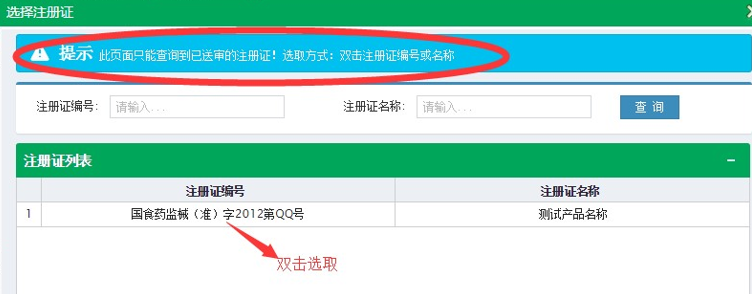 选择注册证
提示 此页面只能查询到已送审的注册证！选取方式：双击注册证编号或名称
注册证编号： 请输入... 注册证名称： 请输入... 查 询
注册证列表
注册证编号 注册证名称
1 国食药监械（准）字2012第QQ号 测试产品名称
双击选取